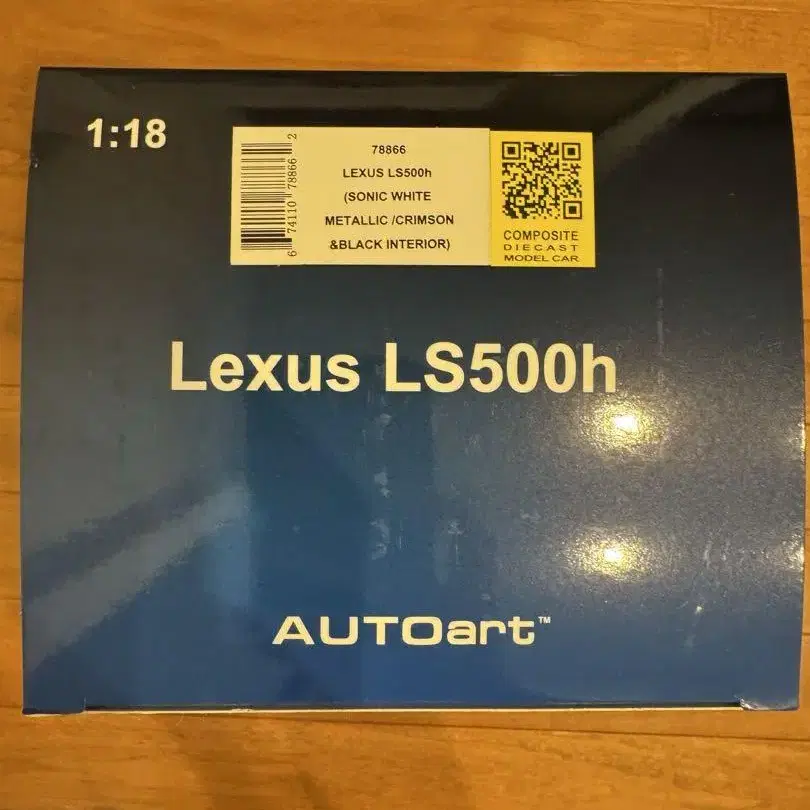 1:18
6 74110 78866 2
78866
LEXUS LS500h
(SONIC WHITE
METALLIC /CRIMSON
&BLACK INTERIOR)
COMPOSITE
DIECAST
MODEL CAR
Lexus LS500h
AUTOart™